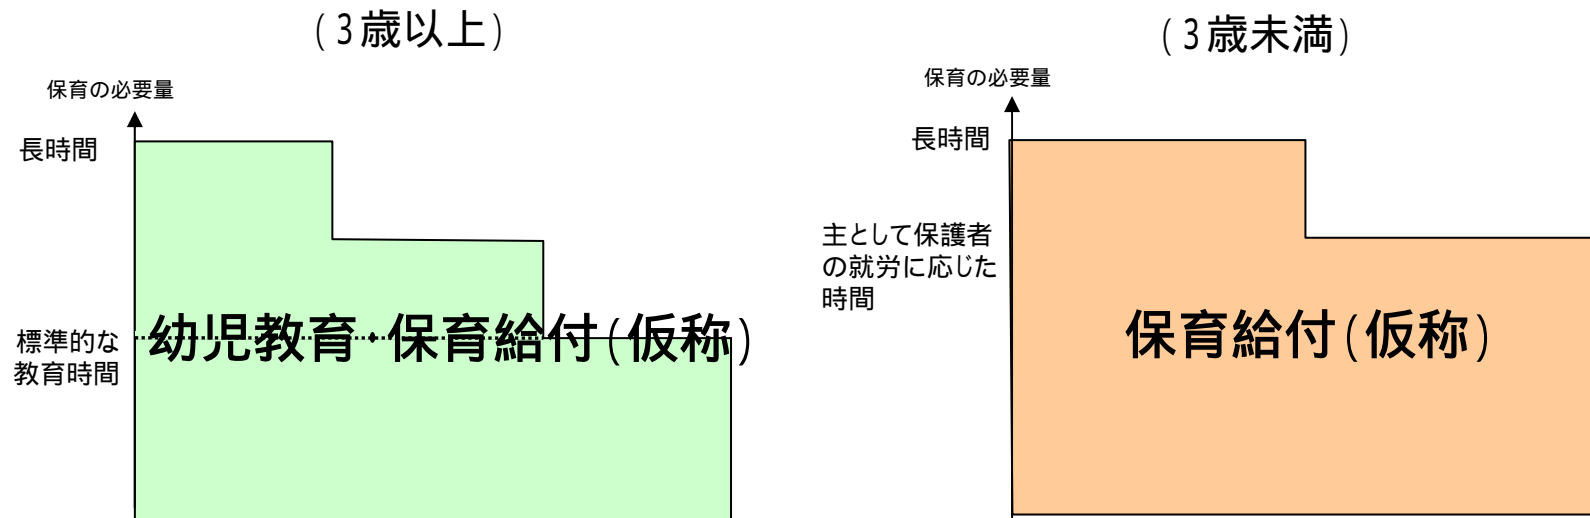 (3歳以上)
保育の必要量
長時間
標準的な
教育時間
幼児教育・保育給付(仮称)
(3歳未満)
保育の必要量
長時間
主として保護者
の就労に応じた
時間
保育給付(仮称)